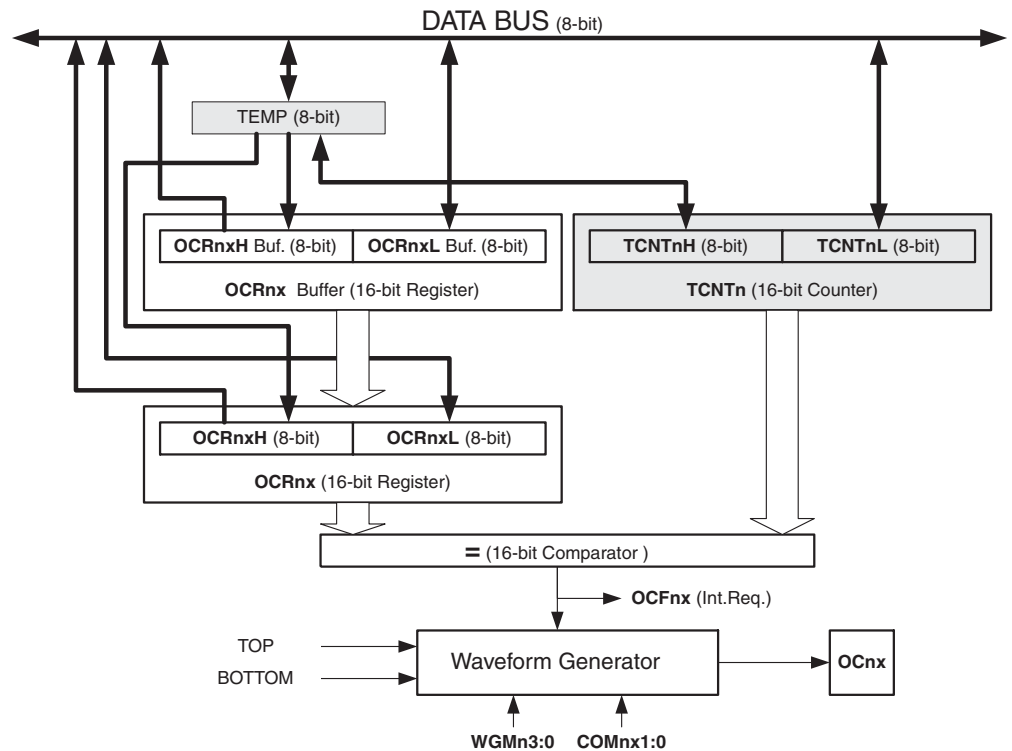 DATA BUS (8-bit)
TEMP (8-bit)
OCRnxH Buf. (8-bit)
OCRnxL Buf. (8-bit)
TCNTnH (8-bit)
TCNTnL (8-bit)
OCRnx Buffer (16-bit Register)
TCNTn (16-bit Counter)
OCRnxH (8-bit)
OCRnxL (8-bit)
OCRnx (16-bit Register)
= (16-bit Comparator )
OCFnx (Int.Req.)
TOP
BOTTOM
Waveform Generator
OCnx
WGMn3:0
COMnx1:0